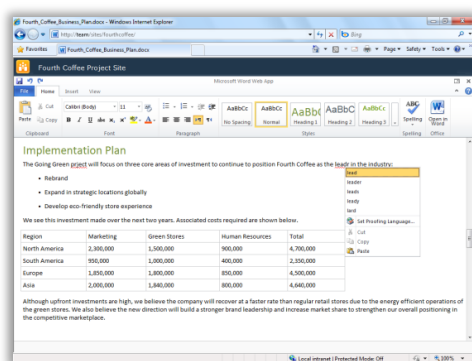 Fourth_Coffee_Business_Plan.docx - Windows Internet Explorer
http://team/sites/fourthcoffee/
Bing
Favorites Fourth_Coffee_Business_Plan.docx
Page Safety Tools
Fourth Coffee Project Site
Microsoft Word Web App
File Home Insert View
Paste Cut Copy
Calibri (Body) 11
B I U abc x, x²
AaBbCc AaBbCc AaBbC AaBbC AaBbCc
No Spacing Normal Heading 1 Heading 2 Heading 3
ABC Spelling Open in Word
Clipboard Font Paragraph Styles Spelling Office
Implementation Plan
The Going Green prject will focus on three core areas of investment to continue to position Fourth Coffee as the leadr in the industry:
• Rebrand
• Expand in strategic locations globally
• Develop eco-friendly store experience
lead
leader
leads
leady
lard
Set Proofing Language...
Cut
Copy
Paste
We see this investment made over the next two years. Associated costs required are shown below.
Region Marketing Green Stores Human Resources Total
North America 2,300,000 1,500,000 900,000 4,700,000
South America 950,000 1,000,000 400,000 2,350,000
Europe 1,850,000 1,800,000 850,000 4,500,000
Asia 2,000,000 1,840,000 800,000 4,640,000
Although upfront investments are high, we believe the company will recover at a faster rate than regular retail stores due to the energy efficient operations of
the green stores. We also believe the new direction will build a stronger brand leadership and increase market share to strengthen our overall positioning in
the competitive marketplace.
Local intranet | Protected Mode: Off 100%